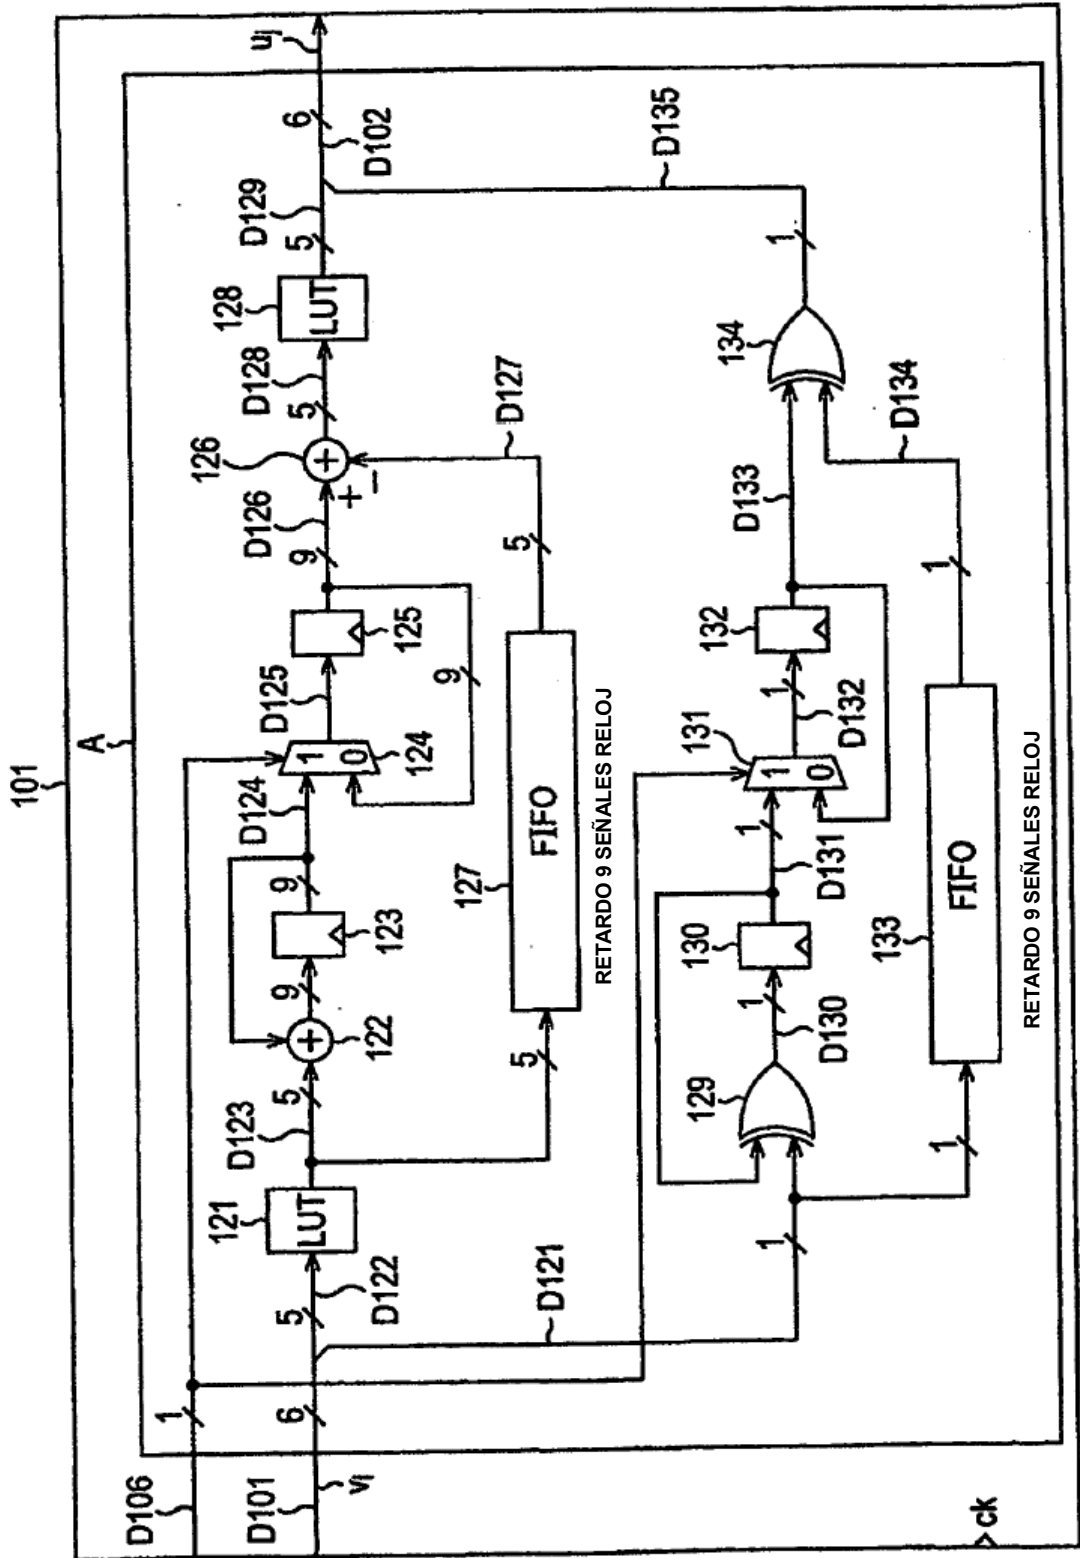 101
A
D106
1
D101
6
vi
5
D122
121
LUT
D123
5
122
9
123
9
D124
124
1
0
D125
125
9
9
D126
126
+
−
+
D128
5
128
LUT
D129
5
D102
6
uj
5
127
FIFO
RETARDO 9 SEÑALES RELOJ
5
D127
D121
1
129
D130
1
130
D131
1
131
1
0
D132
1
132
D133
134
1
D135
1
133
FIFO
RETARDO 9 SEÑALES RELOJ
1
D134
ck